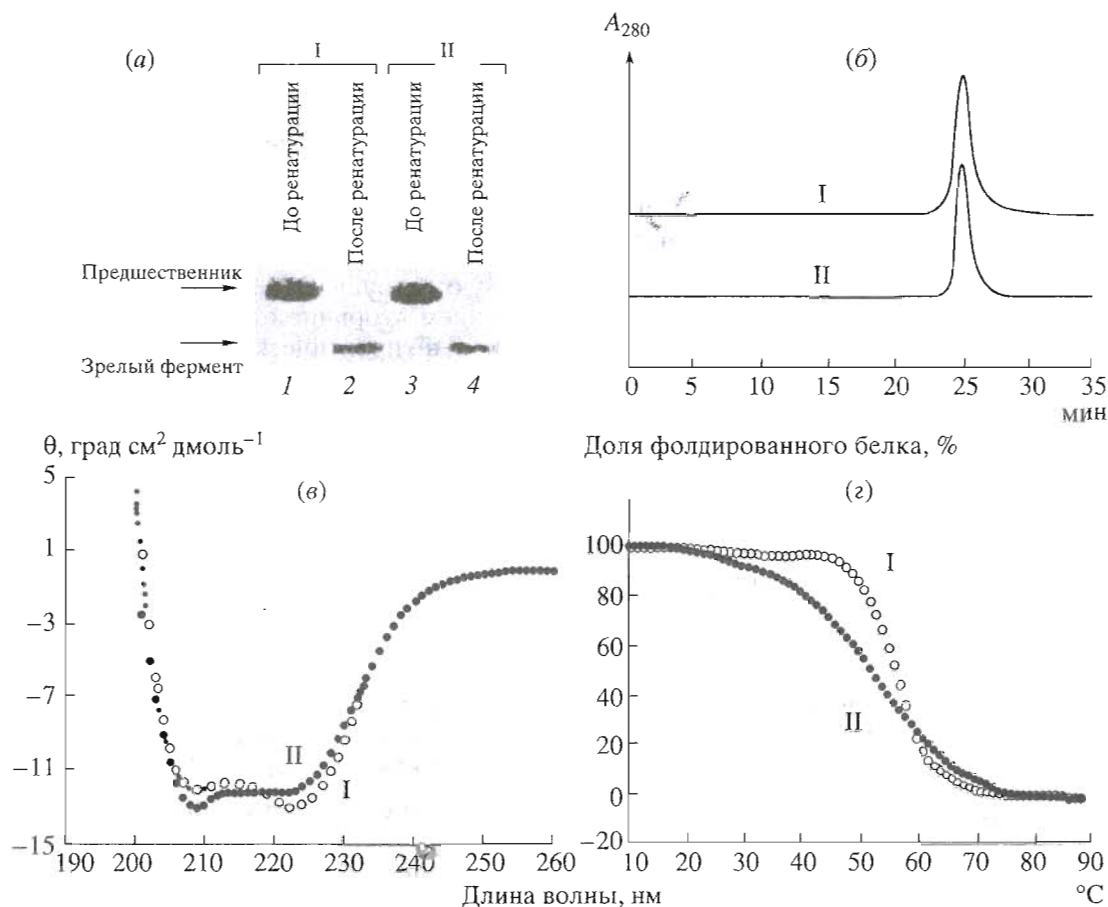 (а)
I II
До ренатурации
После ренатурации
До ренатурации
После ренатурации
Предшественник
Зрелый фермент
1 2 3 4
A280
(б)
I
II
0 5 10 15 20 25 30 35
мин
θ, град см² дмоль⁻¹
(в)
5
1
−3
−7
−11
−15
II
I
190 200 210 220 230 240 250 260
Длина волны, нм
Доля фолдированного белка, %
(г)
100
80
60
40
20
0
−20
I
II
10 20 30 40 50 60 70 80 90
°C